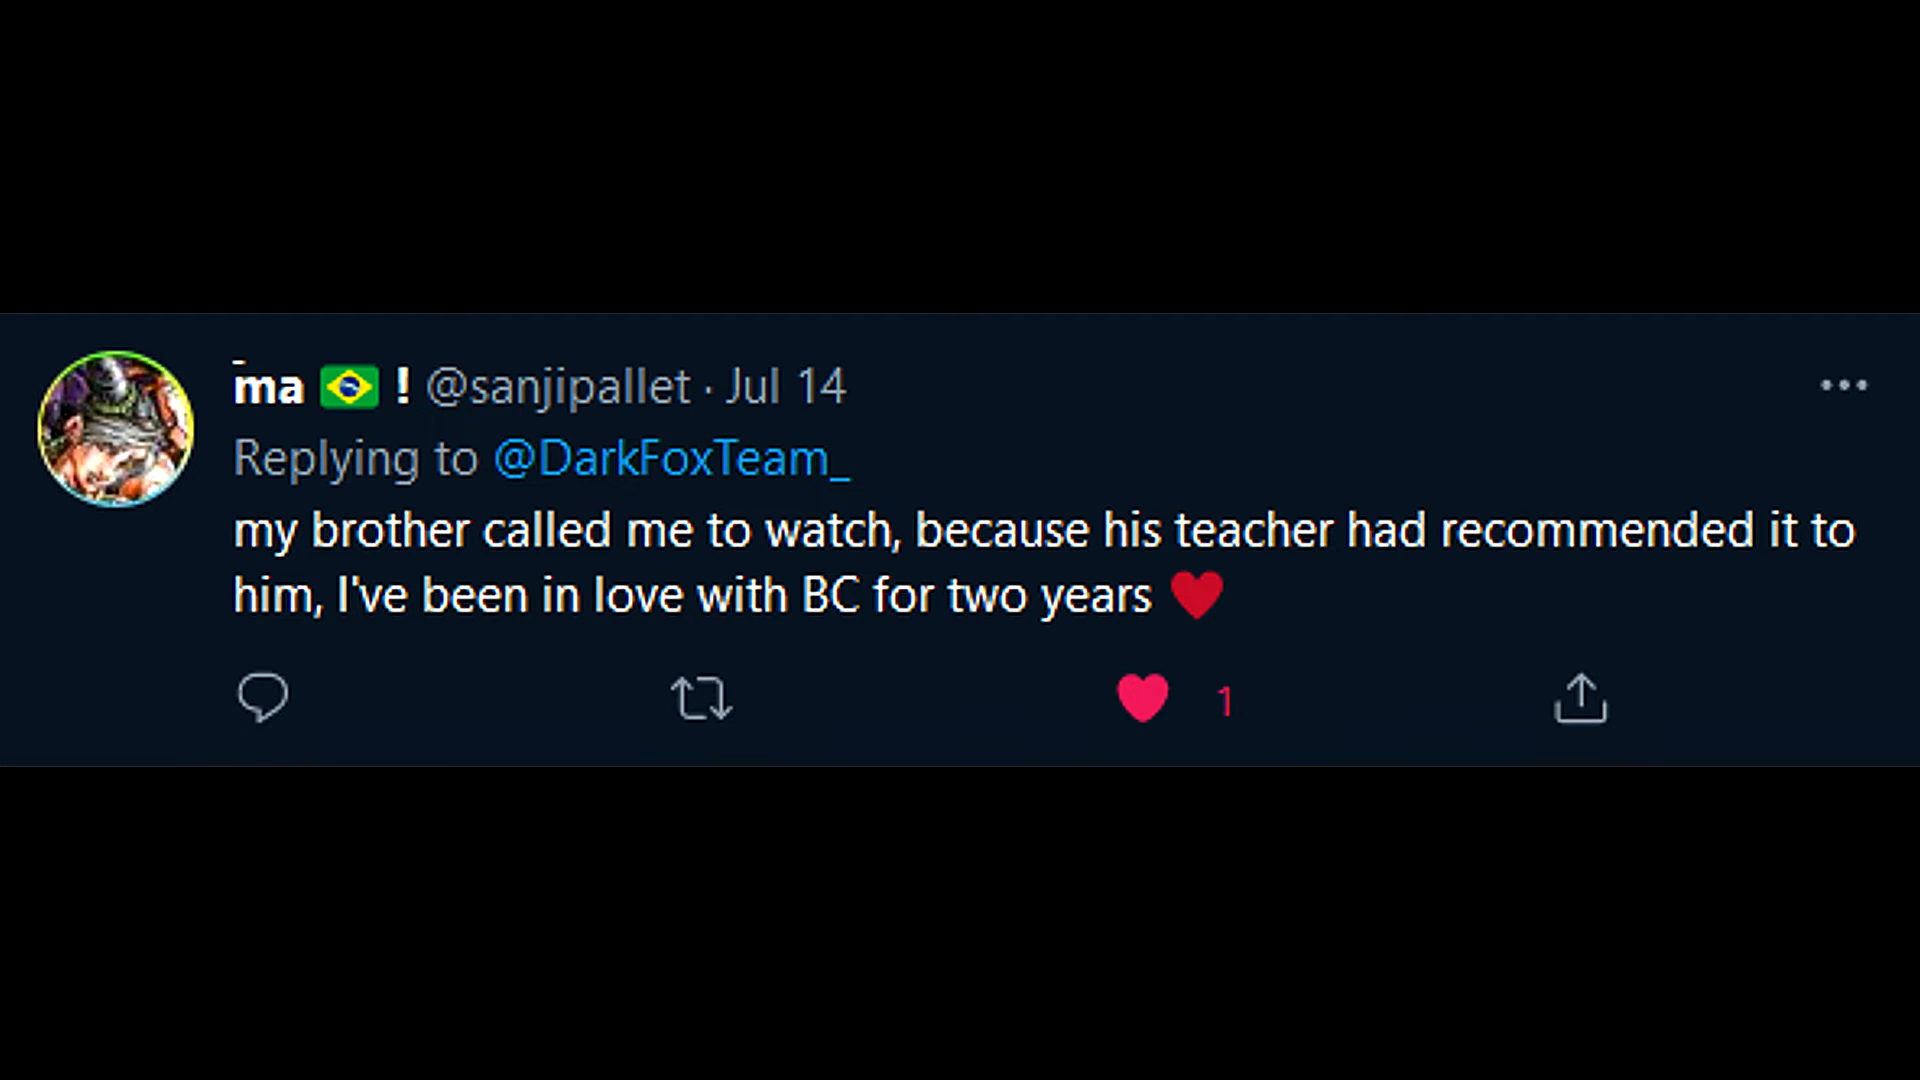 m̄a 🇧🇷 ! @sanjipallet · Jul 14
Replying to @DarkFoxTeam_
my brother called me to watch, because his teacher had recommended it to
him, I've been in love with BC for two years ❤️
1